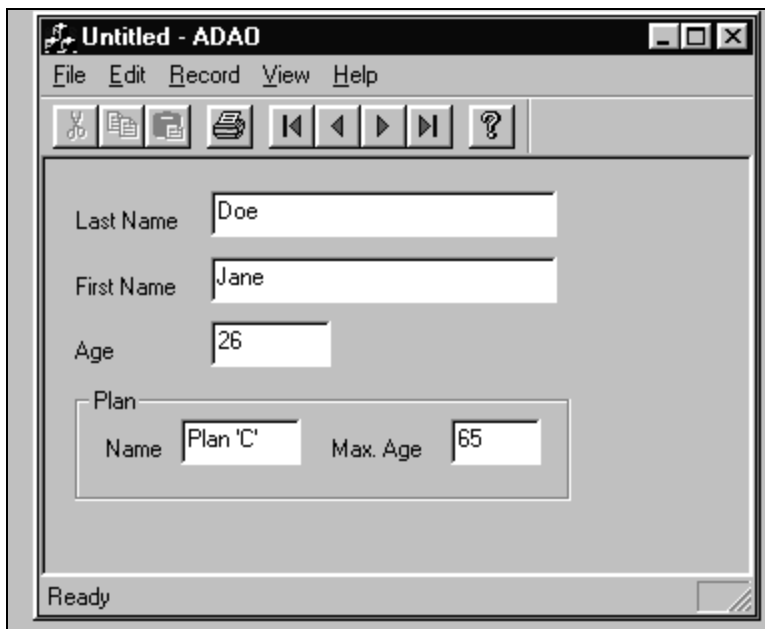 Untitled - ADAO
File Edit Record View Help
Last Name Doe
First Name Jane
Age 26
Plan
Name Plan 'C' Max. Age 65
Ready